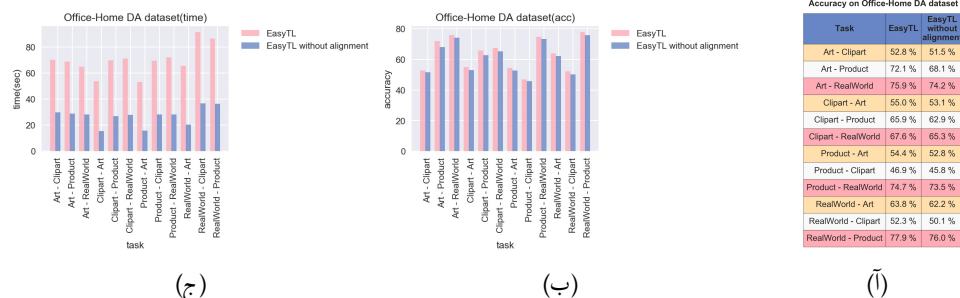 Office-Home DA dataset(time)
EasyTL
EasyTL without alignment
time(sec)
80
60
40
20
0
Art - Clipart
Art - Product
Art - RealWorld
Clipart - Art
Clipart - Product
Clipart - RealWorld
Product - Art
Product - Clipart
Product - RealWorld
RealWorld - Art
RealWorld - Clipart
RealWorld - Product
task
(ج)
Office-Home DA dataset(acc)
EasyTL
EasyTL without alignment
accuracy
80
60
40
20
0
Art - Clipart
Art - Product
Art - RealWorld
Clipart - Art
Clipart - Product
Clipart - RealWorld
Product - Art
Product - Clipart
Product - RealWorld
RealWorld - Art
RealWorld - Clipart
RealWorld - Product
task
(ب)
Accuracy on Office-Home DA dataset
Task EasyTL EasyTL without alignment
Art - Clipart 52.8 % 51.5 %
Art - Product 72.1 % 68.1 %
Art - RealWorld 75.9 % 74.2 %
Clipart - Art 55.0 % 53.1 %
Clipart - Product 65.9 % 62.9 %
Clipart - RealWorld 67.6 % 65.3 %
Product - Art 54.4 % 52.8 %
Product - Clipart 46.9 % 45.8 %
Product - RealWorld 74.7 % 73.5 %
RealWorld - Art 63.8 % 62.2 %
RealWorld - Clipart 52.3 % 50.1 %
RealWorld - Product 77.9 % 76.0 %
(آ)